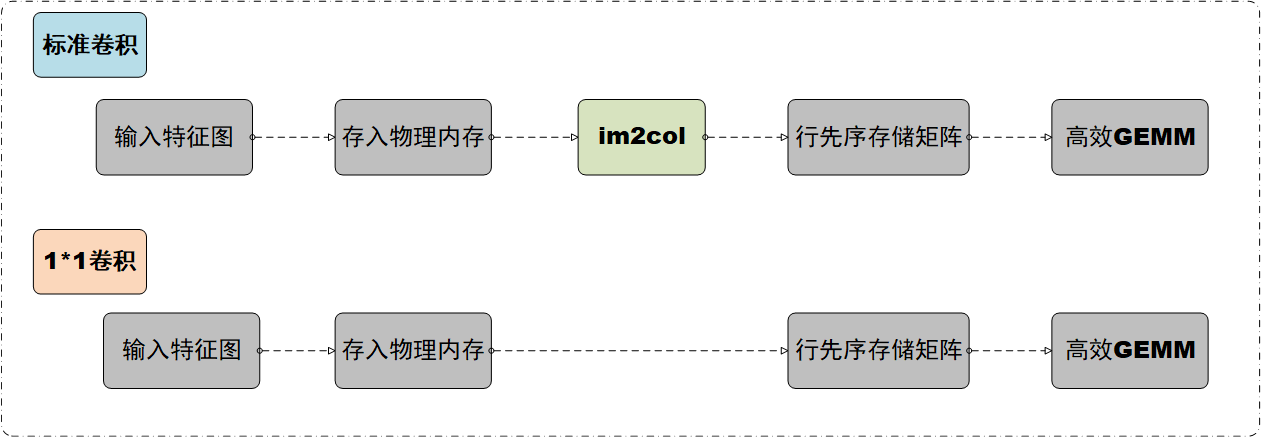 标准卷积
输入特征图
存入物理内存
im2col
行先序存储矩阵
高效GEMM
1*1卷积
输入特征图
存入物理内存
行先序存储矩阵
高效GEMM